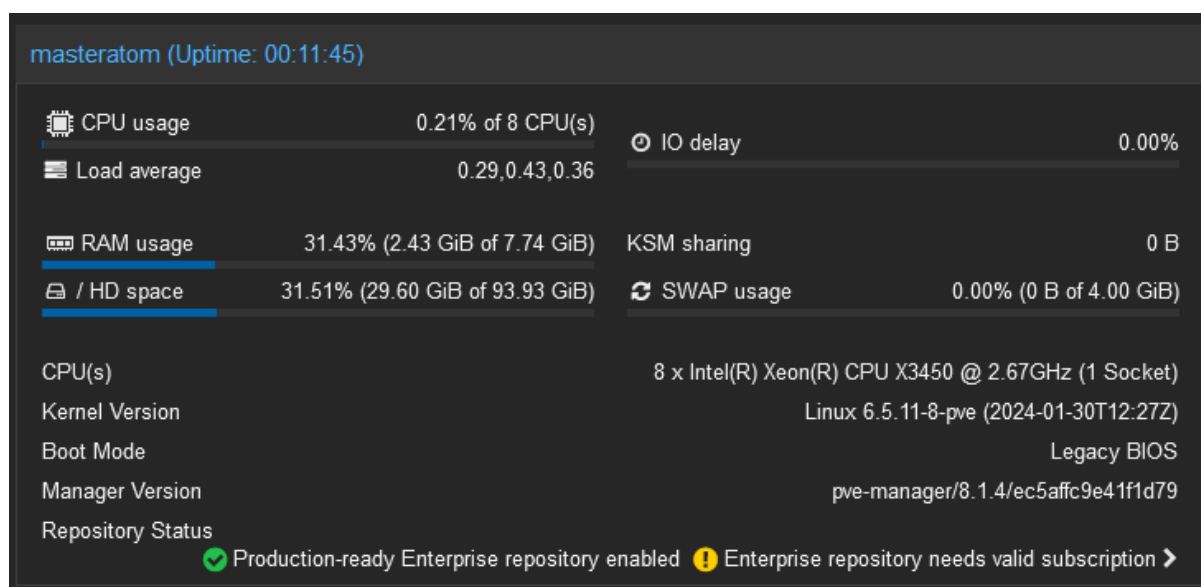 masteratom (Uptime: 00:11:45)
CPU usage 0.21% of 8 CPU(s)
IO delay 0.00%
Load average 0.29,0.43,0.36
RAM usage 31.43% (2.43 GiB of 7.74 GiB)
KSM sharing 0 B
/ HD space 31.51% (29.60 GiB of 93.93 GiB)
SWAP usage 0.00% (0 B of 4.00 GiB)
CPU(s) 8 x Intel(R) Xeon(R) CPU X3450 @ 2.67GHz (1 Socket)
Kernel Version Linux 6.5.11-8-pve (2024-01-30T12:27Z)
Boot Mode Legacy BIOS
Manager Version pve-manager/8.1.4/ec5affc9e41f1d79
Repository Status
Production-ready Enterprise repository enabled Enterprise repository needs valid subscription